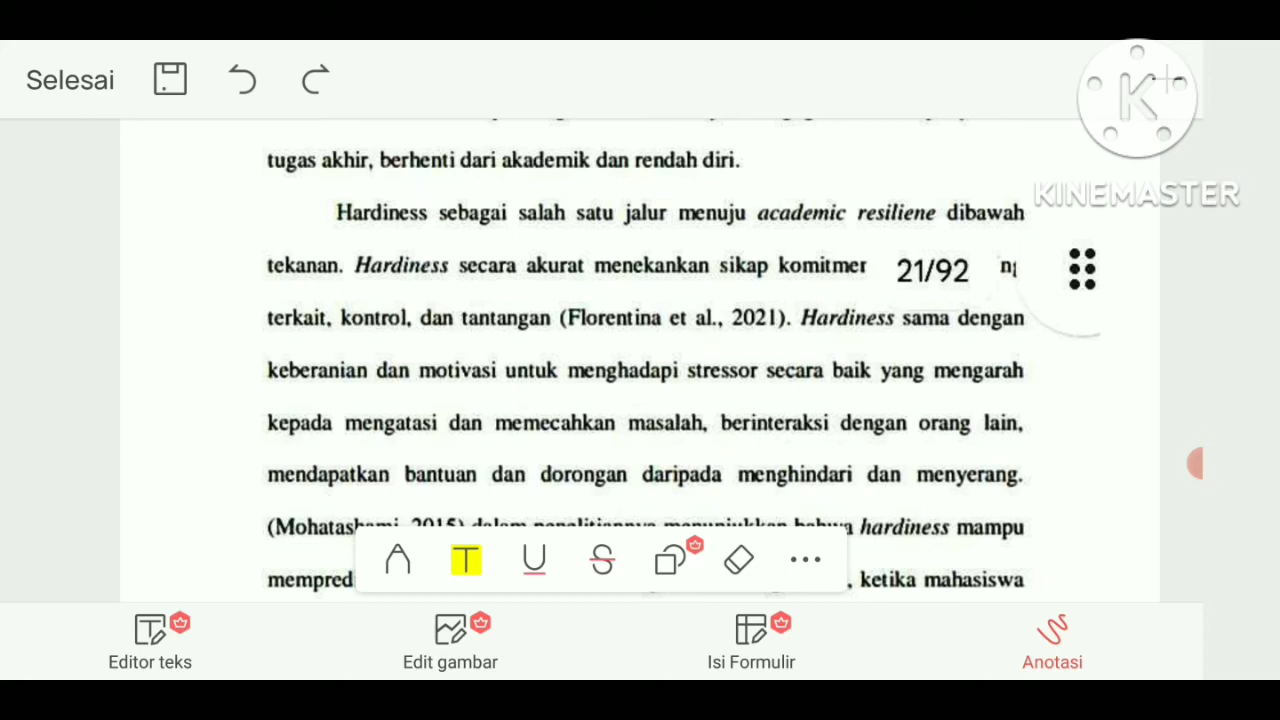 Selesai
KINEMASTER
tugas akhir, berhenti dari akademik dan rendah diri.
Hardiness sebagai salah satu jalur menuju academic resiliene dibawah
tekanan. Hardiness secara akurat menekankan sikap
21/92
terkait, kontrol, dan tantangan (Florentina et al., 2021). Hardiness sama dengan
keberanian dan motivasi untuk menghadapi stressor secara baik yang mengarah
kepada mengatasi dan memecahkan masalah, berinteraksi dengan orang lain,
mendapatkan bantuan dan dorongan daripada menghindari dan menyerang.
hardiness mampu
, ketika mahasiswa
Editor teks
Edit gambar
Isi Formulir
Anotasi